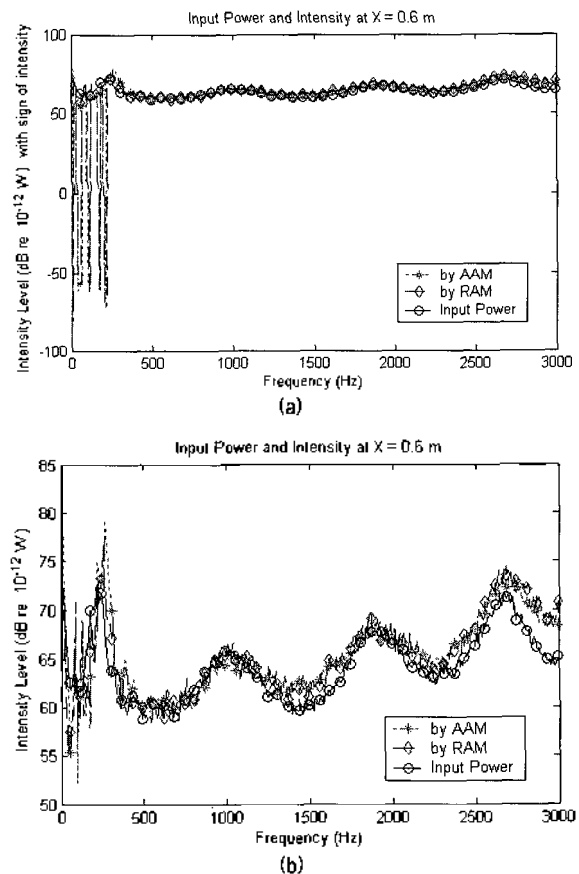 Input Power and Intensity at X = 0.6 m
Intensity Level (dB re 10⁻¹² W) with sign of intensity
100
50
0
-50
-100
0
500
1000
1500
2000
2500
3000
by AAM
by RAM
Input Power
Frequency (Hz)
(a)
Input Power and Intensity at X = 0.6 m
Intensity Level (dB re 10⁻¹² W)
85
80
75
70
65
60
55
50
0
500
1000
1500
2000
2500
3000
by AAM
by RAM
Input Power
Frequency (Hz)
(b)